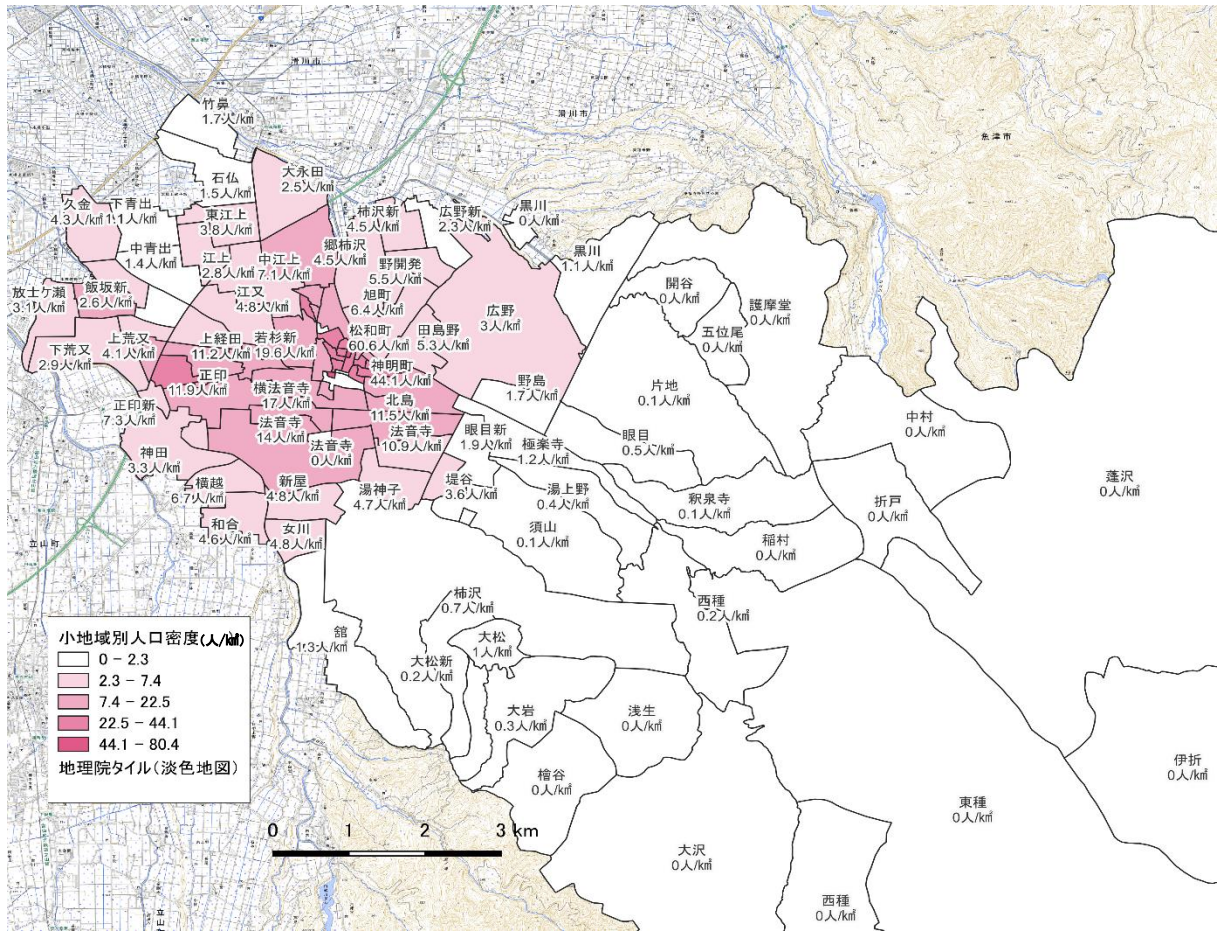 滑川市
竹鼻
1.7人/k㎡
滑川市
魚津市
石仏
1.5人/k㎡
大永田
2.5人/k㎡
久金
4.3人/k㎡
下青出
1.1人/k㎡
東江上
3.8人/k㎡
柿沢新
4.5人/k㎡
広野新
2.3人/k㎡
黒川
0人/k㎡
中青出
1.4人/k㎡
江上
2.8人/k㎡
中江上
7.1人/k㎡
郷柿沢
4.5人/k㎡
野開発
5.5人/k㎡
黒川
1.1人/k㎡
放士ケ瀬
3.1人/k㎡
飯坂新
2.6人/k㎡
江又
4.8人/k㎡
旭町
6.4人/k㎡
広野
3人/k㎡
開谷
0人/k㎡
護摩堂
0人/k㎡
五位尾
0人/k㎡
下荒又
2.9人/k㎡
上荒又
4.1人/k㎡
上経田
11.2人/k㎡
若杉新
19.6人/k㎡
松和町
60.6人/k㎡
田島野
5.3人/k㎡
正印
11.9人/k㎡
横法音寺
17人/k㎡
神明町
44.1人/k㎡
野島
1.7人/k㎡
片地
0.1人/k㎡
正印新
7.3人/k㎡
法音寺
14人/k㎡
北島
11.5人/k㎡
中村
0人/k㎡
法音寺
0人/k㎡
法音寺
10.9人/k㎡
眼目新
1.9人/k㎡
極楽寺
1.2人/k㎡
眼目
0.5人/k㎡
神田
3.3人/k㎡
横越
6.7人/k㎡
新屋
4.8人/k㎡
湯神子
4.7人/k㎡
堤谷
3.6人/k㎡
湯上野
0.4人/k㎡
釈泉寺
0.1人/k㎡
折戸
0人/k㎡
蓬沢
0人/k㎡
和合
4.6人/k㎡
女川
4.8人/k㎡
須山
0.1人/k㎡
稲村
0人/k㎡
立山町
柿沢
0.7人/k㎡
西種
0.2人/k㎡
舘
1.3人/k㎡
大松新
0.2人/k㎡
大松
1人/k㎡
大岩
0.3人/k㎡
浅生
0人/k㎡
檜谷
0人/k㎡
伊折
0人/k㎡
東種
0人/k㎡
大沢
0人/k㎡
西種
0人/k㎡
小地域別人口密度(人/k㎡)
0 - 2.3
2.3 - 7.4
7.4 - 22.5
22.5 - 44.1
44.1 - 80.4
地理院タイル(淡色地図)
0 1 2 3 km